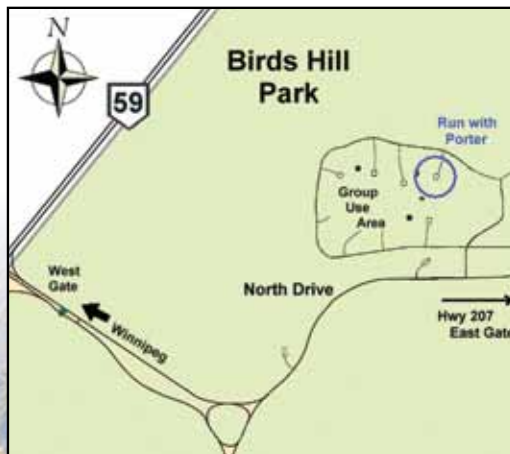 N
Birds Hill
Park
59
Run with
Porter
Group
Use
Area
West
Gate
North Drive
Winnipeg
Hwy 207
East Gate